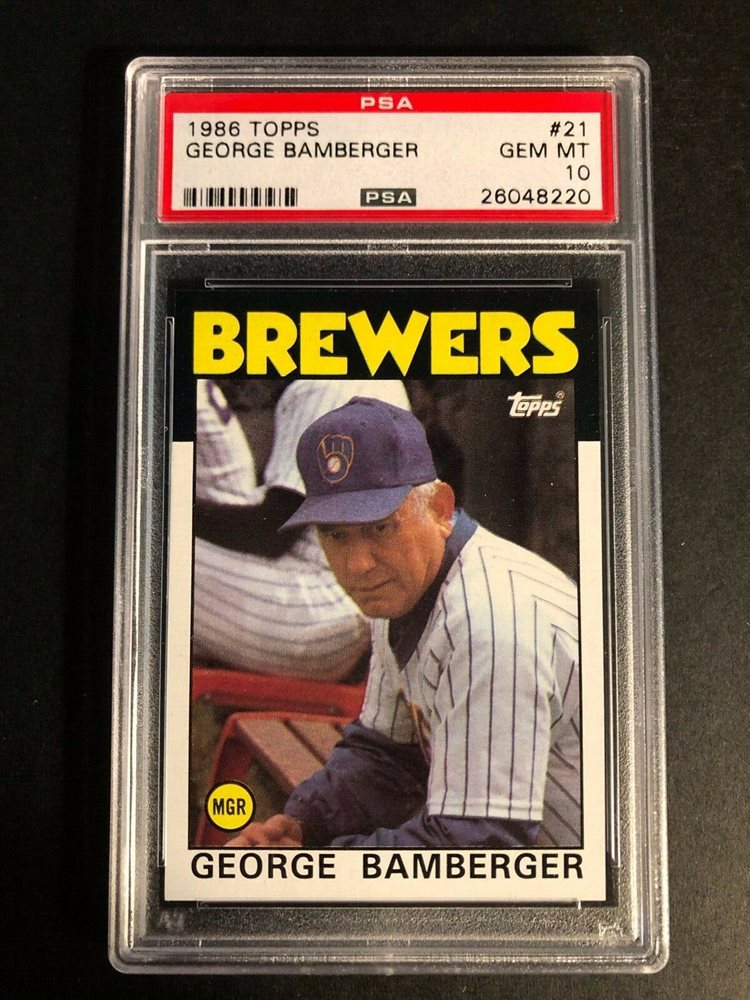 PSA
1986 TOPPS #21
GEORGE BAMBERGER GEM MT
10
PSA 26048220
BREWERS
topps®
MGR
GEORGE BAMBERGER